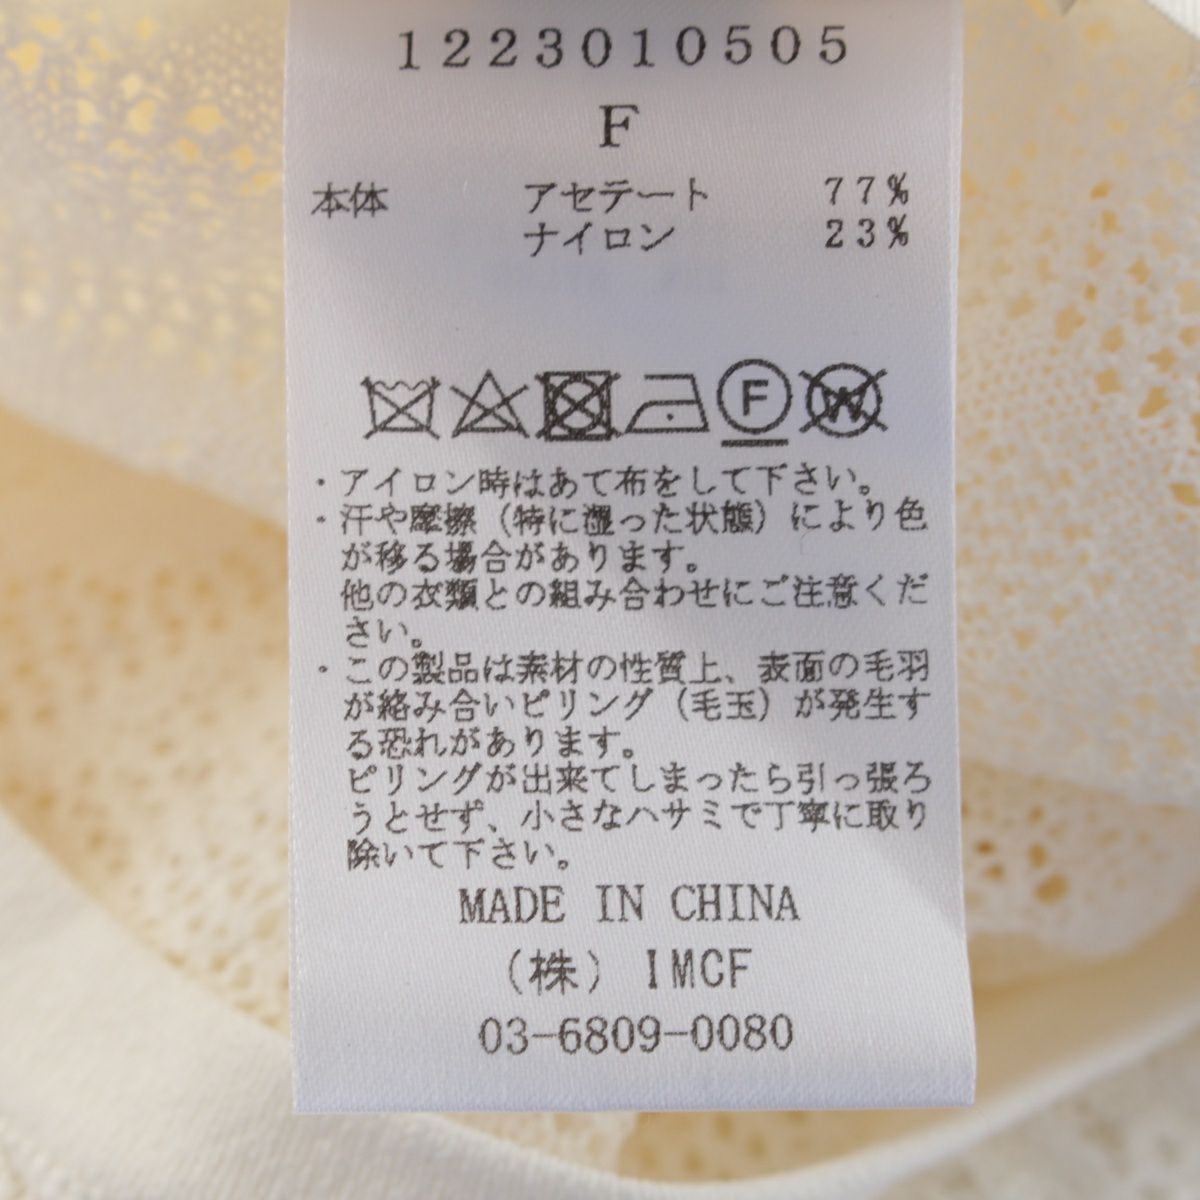 1223010505
F
本体 アセテート 77%
ナイロン 23%
F W
・アイロン時はあて布をして下さい。
・汗や摩擦（特に湿った状態）により色
が移る場合があります。
他の衣類との組み合わせにご注意くだ
さい。
・この製品は素材の性質上、表面の毛羽
が絡み合いピリング（毛玉）が発生す
る恐れがあります。
ピリングが出来てしまったら引っ張ろ
うとせず、小さなハサミで丁寧に取り
除いて下さい。
MADE IN CHINA
（株）IMCF
03-6809-0080